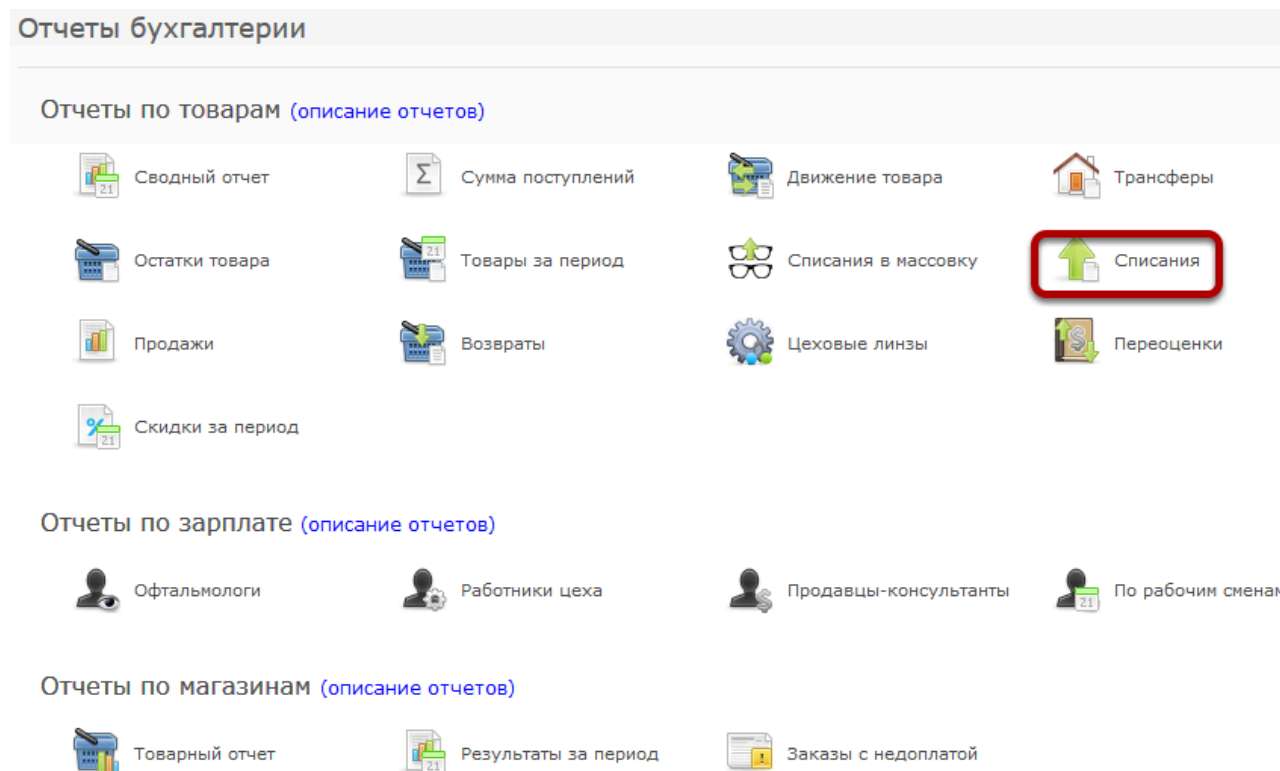 Отчеты бухгалтерии
Отчеты по товарам (описание отчетов)
Сводный отчет Сумма поступлений Движение товара Трансферы
Остатки товара Товары за период Списания в массовку Списания
Продажи Возвраты Цеховые линзы Переоценки
Скидки за период
Отчеты по зарплате (описание отчетов)
Офтальмологи Работники цеха Продавцы-консультанты По рабочим сменам
Отчеты по магазинам (описание отчетов)
Товарный отчет Результаты за период Заказы с недоплатой